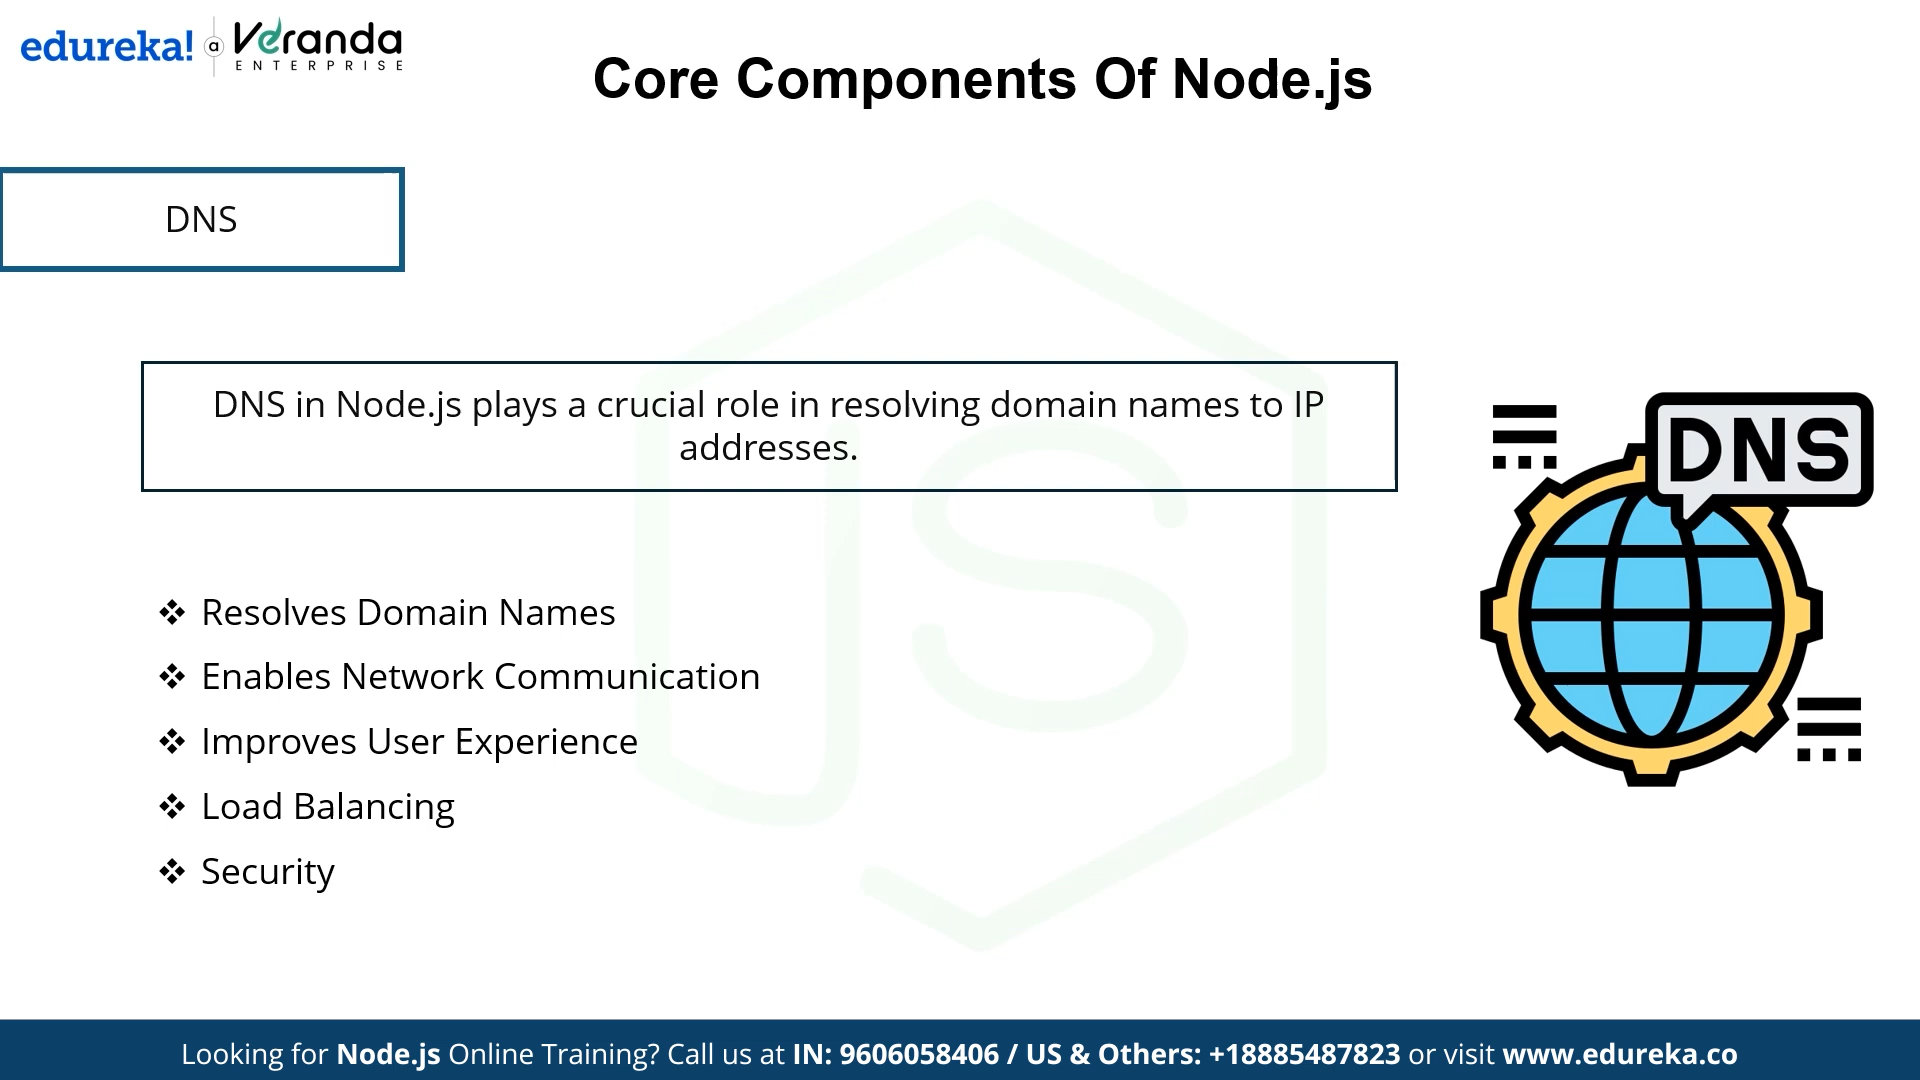 edureka! a Veranda
ENTERPRISE
Core Components Of Node.js
DNS
DNS in Node.js plays a crucial role in resolving domain names to IP
addresses.
DNS
❖ Resolves Domain Names
❖ Enables Network Communication
❖ Improves User Experience
❖ Load Balancing
❖ Security
JS
Looking for Node.js Online Training? Call us at IN: 9606058406 / US & Others: +18885487823 or visit www.edureka.co